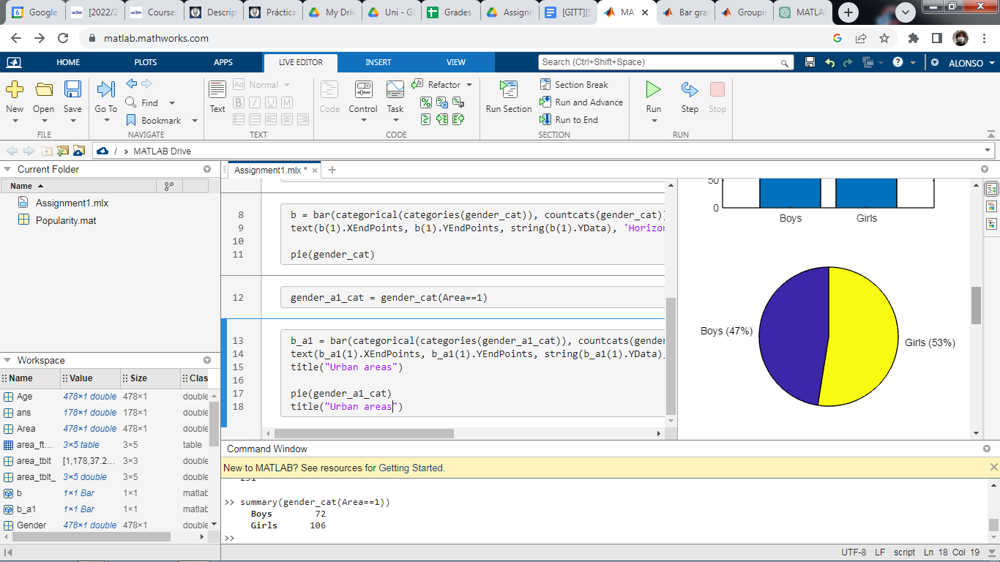 Google
[2022/2
Course:
Descrip
Práctica
My Driv
Uni - Go
Grades
Assignm
[GITT][S
MAT
Bar gra
Groupin
MATLAB
matlab.mathworks.com
HOME
PLOTS
APPS
LIVE EDITOR
INSERT
VIEW
Search (Ctrl+Shift+Space)
ALONSO
New
Open
Save
FILE
Go To
Find
Bookmark
NAVIGATE
Text
Aa Normal
B I U M
TEXT
Code
Control
Task
Refactor
CODE
Run Section
Section Break
Run and Advance
Run to End
SECTION
Run
Step
Stop
RUN
/ MATLAB Drive
Current Folder
Name
Assignment1.mlx
Popularity.mat
Assignment1.mlx *
8 b = bar(categorical(categories(gender_cat)), countcats(gender_cat)
9 text(b(1).XEndPoints, b(1).YEndPoints, string(b(1).YData), 'Horizon
10
11 pie(gender_cat)
12 gender_a1_cat = gender_cat(Area==1)
13 b_a1 = bar(categorical(categories(gender_a1_cat)), countcats(gender
14 text(b_a1(1).XEndPoints, b_a1(1).YEndPoints, string(b_a1(1).YData)
15 title("Urban areas")
16
17 pie(gender_a1_cat)
18 title("Urban areas")
50
0
Boys
Girls
Boys (47%)
Girls (53%)
Workspace
Name Value Size Clas
Age 478×1 double 478×1 double
ans 178×1 double 178×1 double
Area 478×1 double 478×1 double
area_ft... 3×5 table 3×5 table
area_tblt [1,178,37.2... 3×3 double
area_tblt_ 3×5 double 3×5 double
b 1×1 Bar 1×1 matlab
b_a1 1×1 Bar 1×1 matlab
Gender 478×1 double 478×1 double
Command Window
New to MATLAB? See resources for Getting Started.
291
>> summary(gender_cat(Area==1))
Boys 72
Girls 106
>>
UTF-8 LF script Ln 18 Col 19